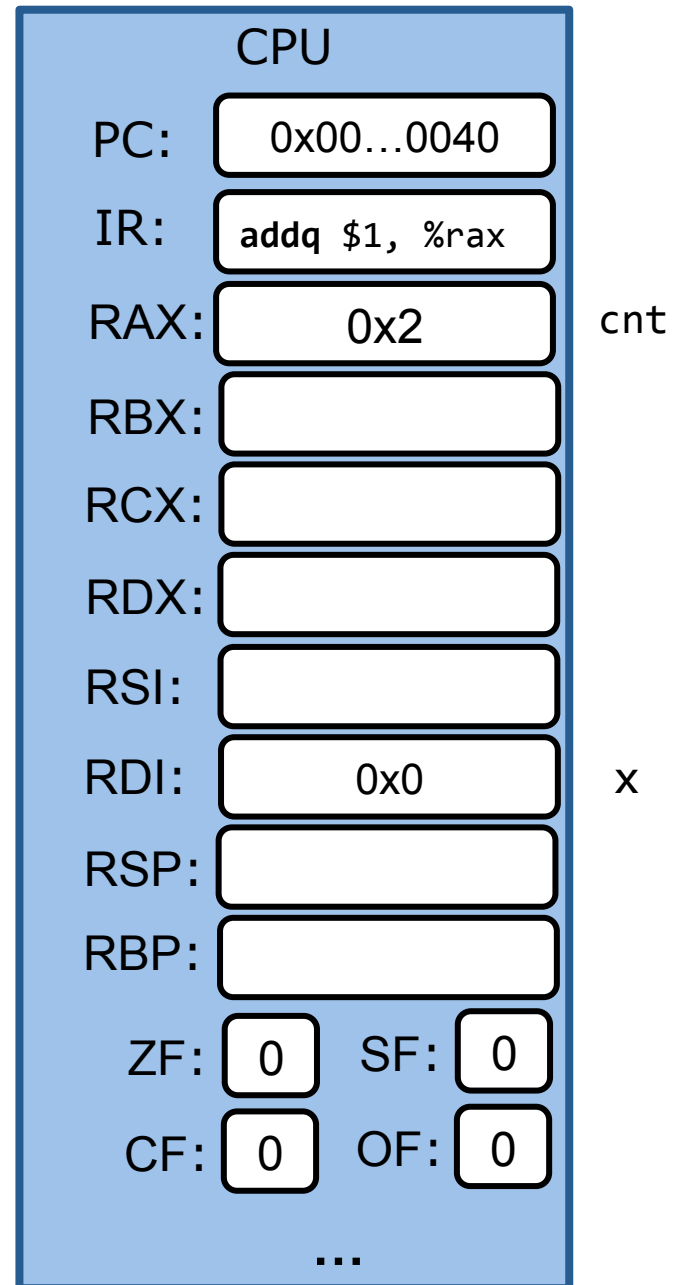 CPU
PC: 0x00…0040
IR: addq $1, %rax
RAX: 0x2 cnt
RBX:
RCX:
RDX:
RSI:
RDI: 0x0 x
RSP:
RBP:
ZF: 0 SF: 0
CF: 0 OF: 0
…